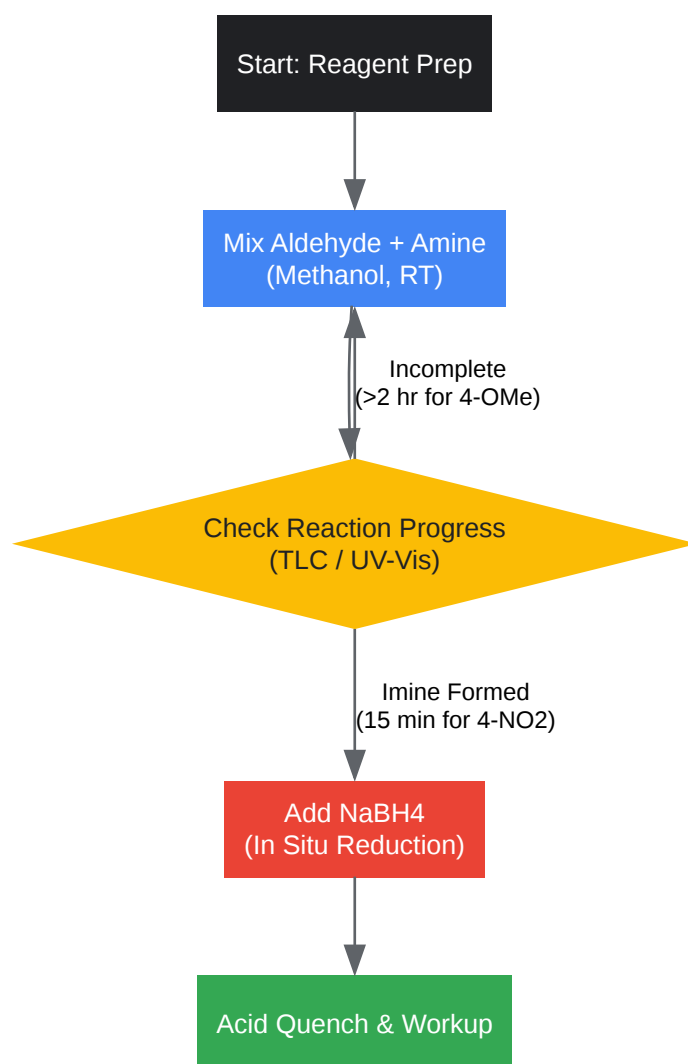 Start: Reagent Prep
Mix Aldehyde + Amine
(Methanol, RT)
Incomplete
(>2 hr for 4-OMe)
Check Reaction Progress
(TLC / UV-Vis)
Imine Formed
(15 min for 4-NO2)
Add NaBH4
(In Situ Reduction)
Acid Quench & Workup